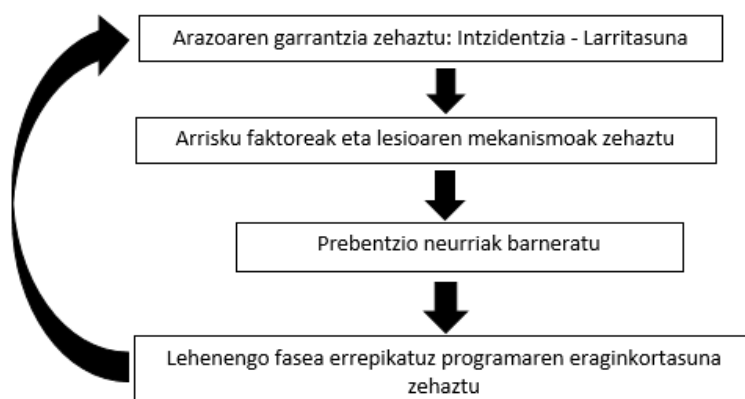 Arazoaren garrantzia zehaztu: Intzidentzia - Larritasuna
Arrisku faktoreak eta lesioaren mekanismoak zehaztu
Prebentzio neurriak barneratu
Lehenengo fasea errepikatuz programaren eraginkortasuna
zehaztu